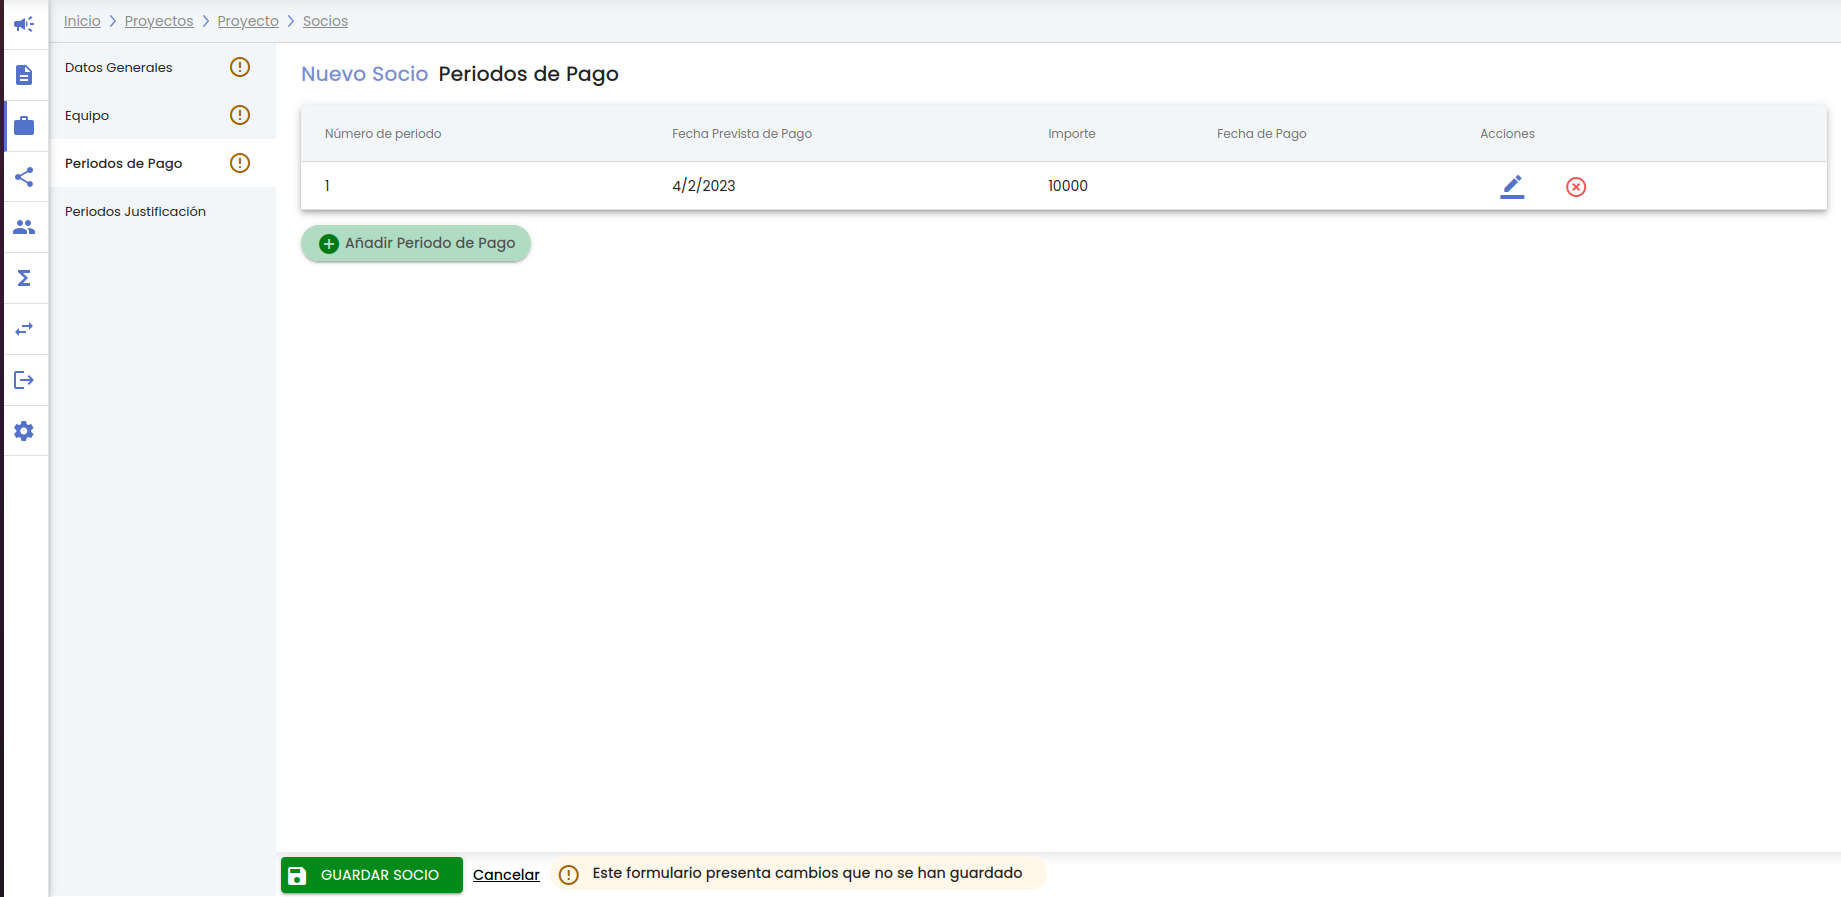 Inicio > Proyectos > Proyecto > Socios
Datos Generales
Equipo
Periodos de Pago
Periodos Justificación
Nuevo Socio Periodos de Pago
Número de periodo Fecha Prevista de Pago Importe Fecha de Pago Acciones
1 4/2/2023 10000
Añadir Periodo de Pago
GUARDAR SOCIO Cancelar Este formulario presenta cambios que no se han guardado